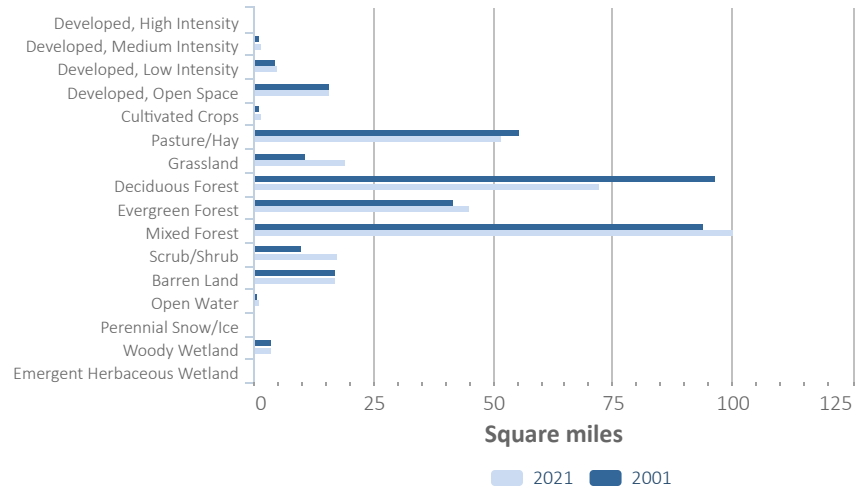 Developed, High Intensity
Developed, Medium Intensity
Developed, Low Intensity
Developed, Open Space
Cultivated Crops
Pasture/Hay
Grassland
Deciduous Forest
Evergreen Forest
Mixed Forest
Scrub/Shrub
Barren Land
Open Water
Perennial Snow/Ice
Woody Wetland
Emergent Herbaceous Wetland
0 25 50 75 100 125
Square miles
2021 2001